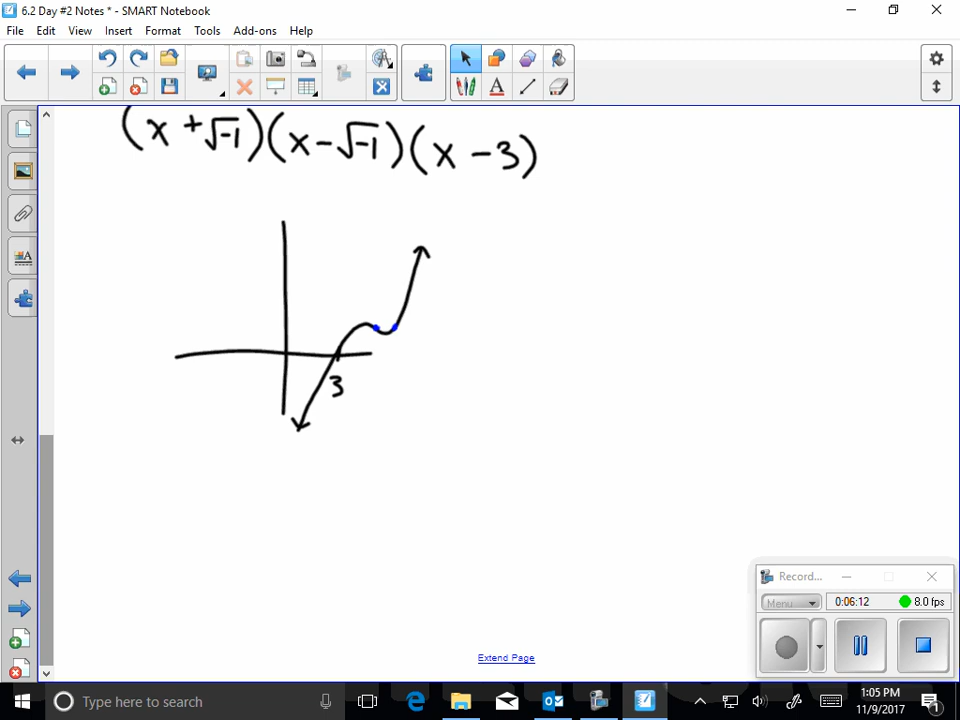 6.2 Day #2 Notes * - SMART Notebook
File Edit View Insert Format Tools Add-ons Help
(x + √-1)(x - √-1)(x - 3)
3
Extend Page
Record...
Menu 0:06:12 8.0 fps
Type here to search
1:05 PM
11/9/2017
1